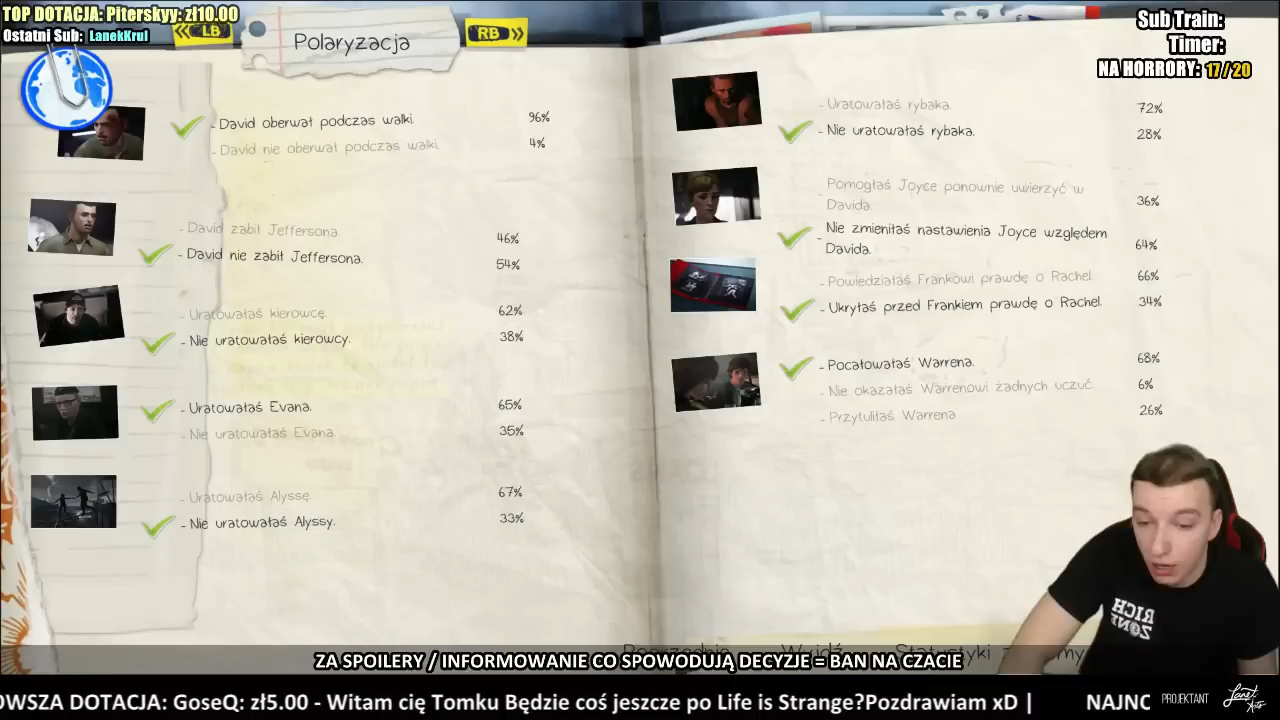 TOP DOTACJA: Piterskyy: zł10.00
Ostatni Sub: LanekKrul
LB
Polaryzacja
RB
Sub Train:
Timer:
NA HORRORY: 17/20
- David oberwał podczas walki. 96%
- David nie oberwał podczas walki. 4%
- David zabił Jeffersona. 46%
- David nie zabił Jeffersona. 54%
- Uratowałaś kierowcę. 62%
- Nie uratowałaś kierowcy. 38%
- Uratowałaś Evana. 65%
- Nie uratowałaś Evana. 35%
- Uratowałaś Alyssę. 67%
- Nie uratowałaś Alyssy. 33%
- Uratowałaś rybaka. 72%
- Nie uratowałaś rybaka. 28%
- Pomogłaś Joyce ponownie uwierzyć w
Davida. 36%
- Nie zmieniłaś nastawienia Joyce względem
Davida. 64%
- Powiedziałaś Frankowi prawdę o Rachel. 66%
- Ukryłaś przed Frankiem prawdę o Rachel. 34%
- Pocałowałaś Warrena. 68%
- Nie okazałaś Warrenowi żadnych uczuć. 6%
- Przytuliłaś Warrena 26%
RICH
ZONE
Poprzednie Wyjdź Statystyki
ZA SPOILERY / INFORMOWANIE CO SPOWODUJĄ DECYZJE = BAN NA CZACIE
OWSZA DOTACJA: GoseQ: zł5.00 - Witam cię Tomku Będzie coś jeszcze po Life is Strange?Pozdrawiam xD | NAJNC
PROJEKTANT